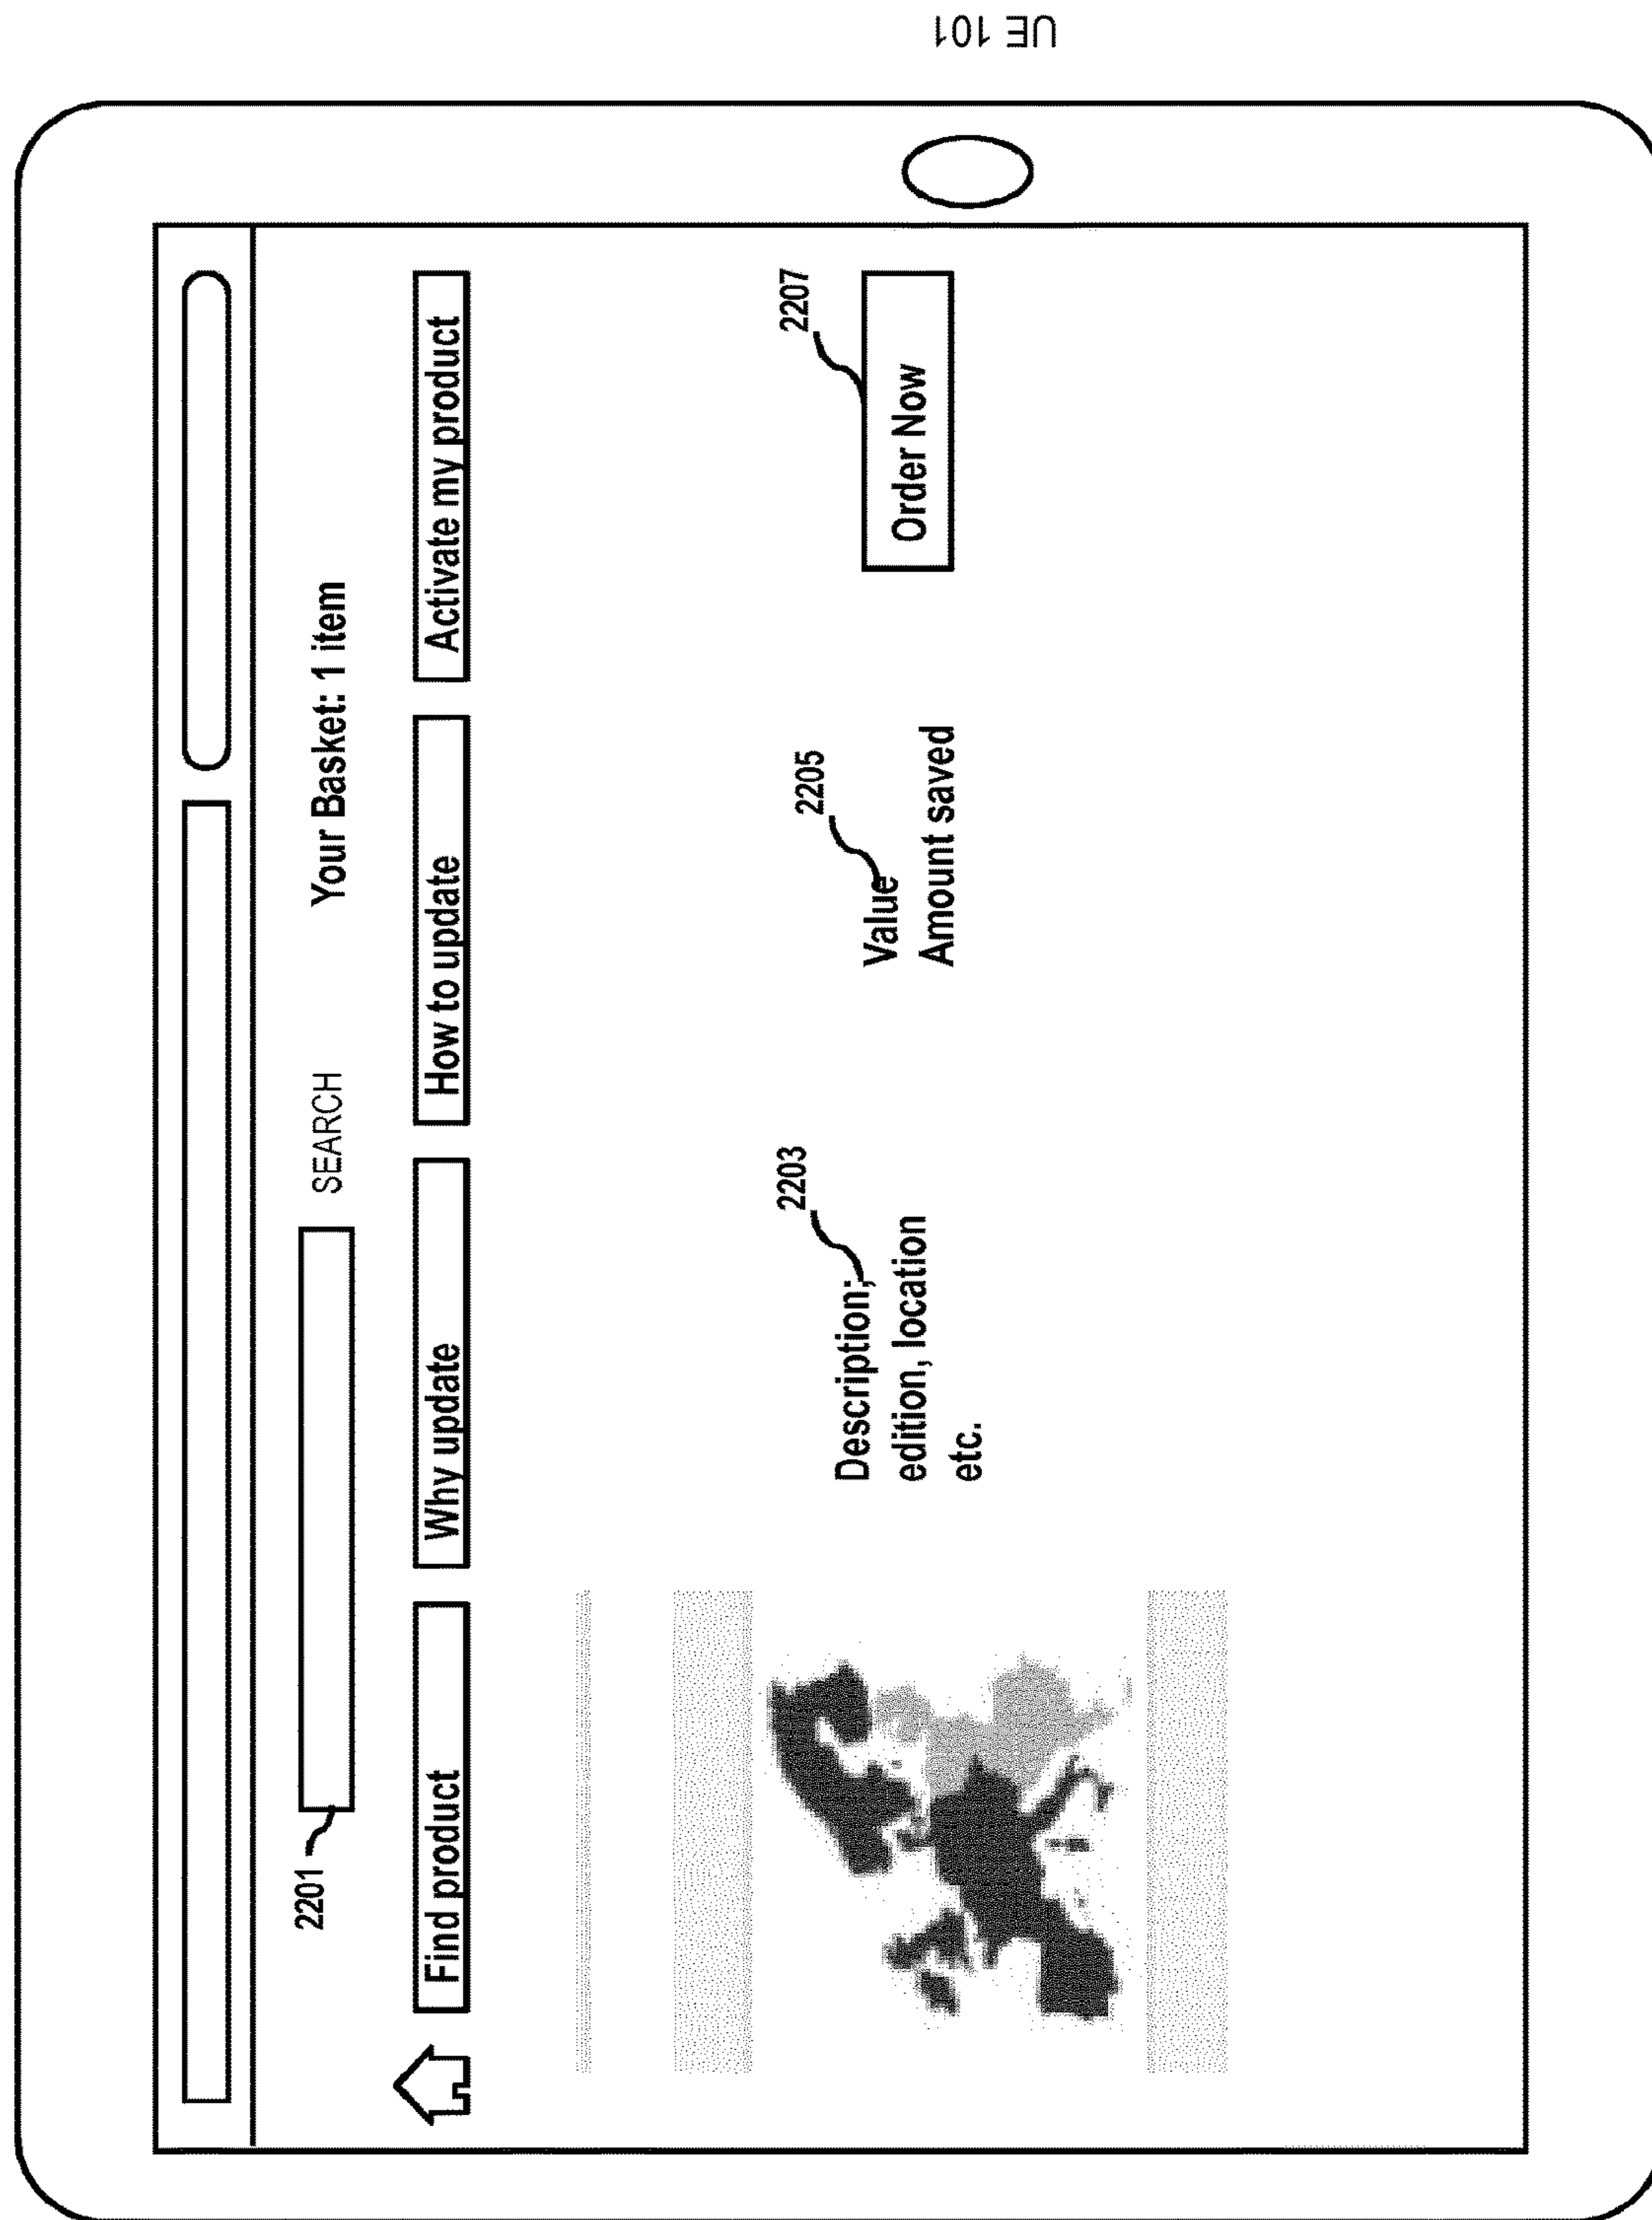 UE 101
2201
SEARCH
Your Basket: 1 item
Find product
Why update
How to update
Activate my product
2203
Description;
edition, location
etc.
2205
Value
Amount saved
2207
Order Now